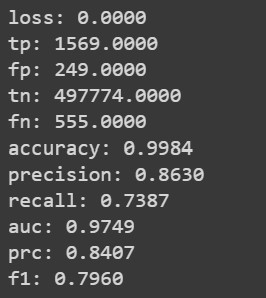 loss: 0.0000
tp: 1569.0000
fp: 249.0000
tn: 497774.0000
fn: 555.0000
accuracy: 0.9984
precision: 0.8630
recall: 0.7387
auc: 0.9749
prc: 0.8407
f1: 0.7960